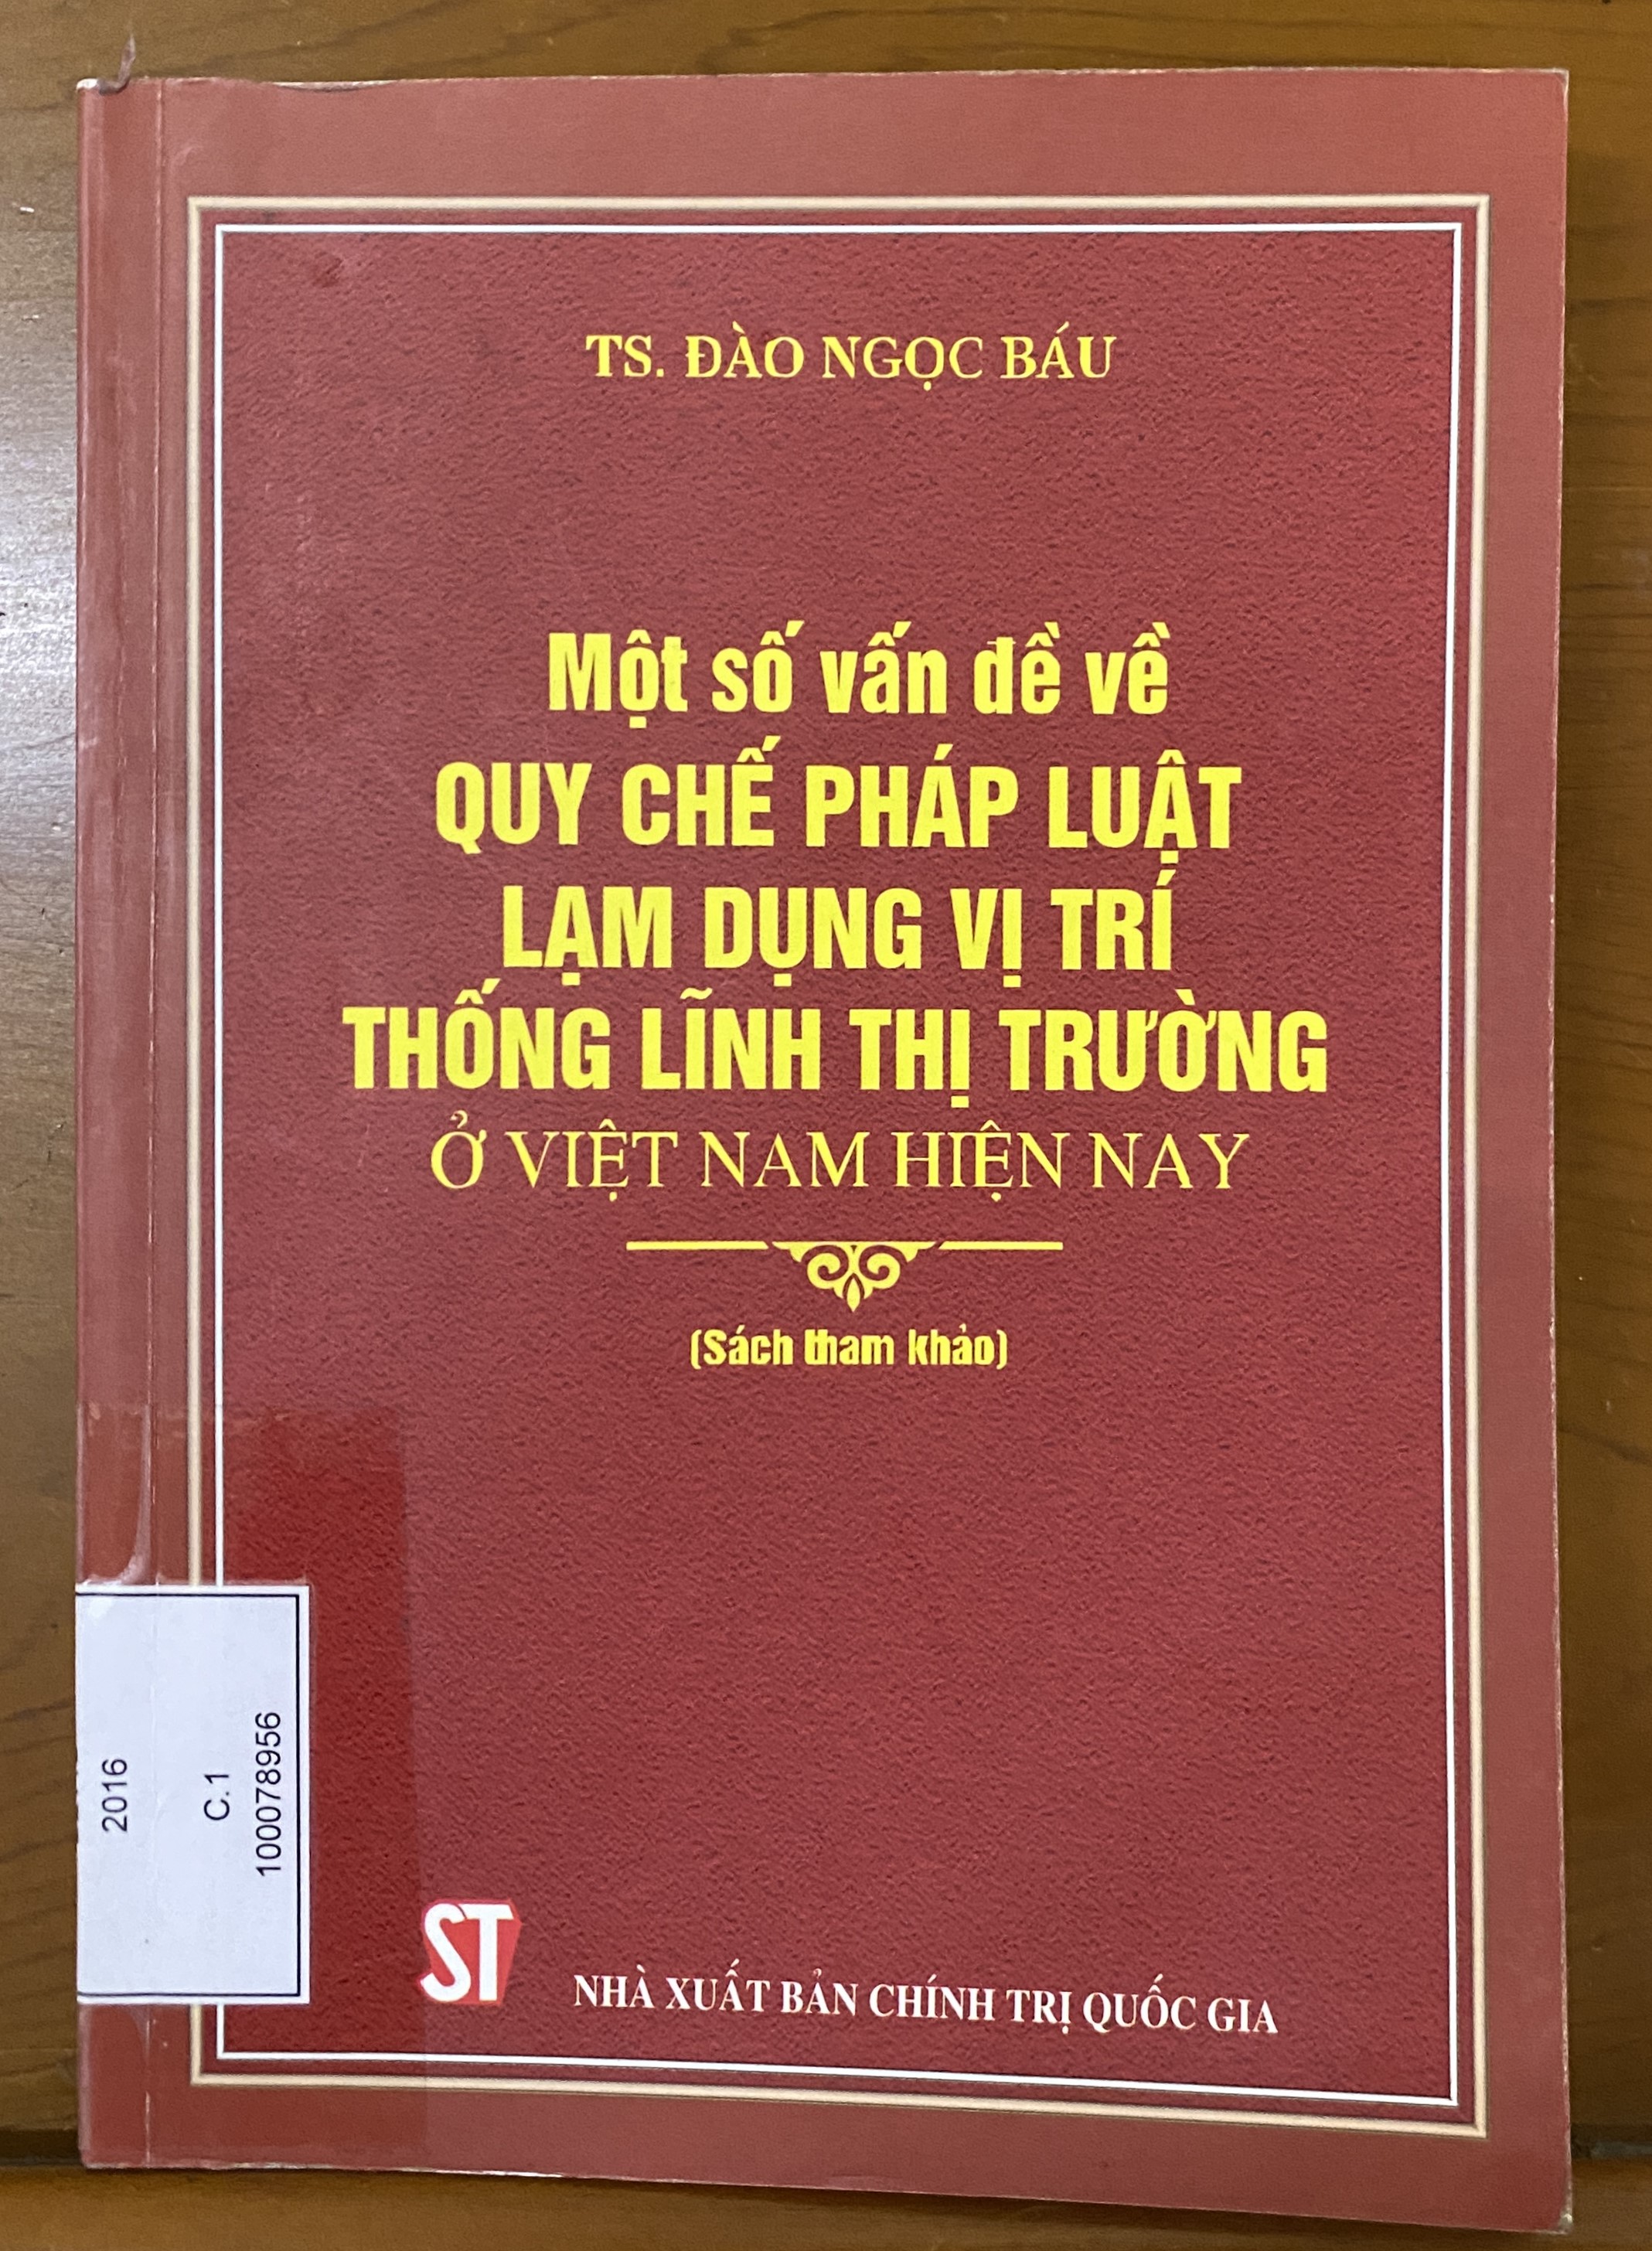 TS. ĐÀO NGỌC BÁU
Một số vấn đề về
QUY CHẾ PHÁP LUẬT
LẠM DỤNG VỊ TRÍ
THỐNG LĨNH THỊ TRƯỜNG
Ở VIỆT NAM HIỆN NAY
(Sách tham khảo)
2016
C.1
100078956
ST
NHÀ XUẤT BẢN CHÍNH TRỊ QUỐC GIA